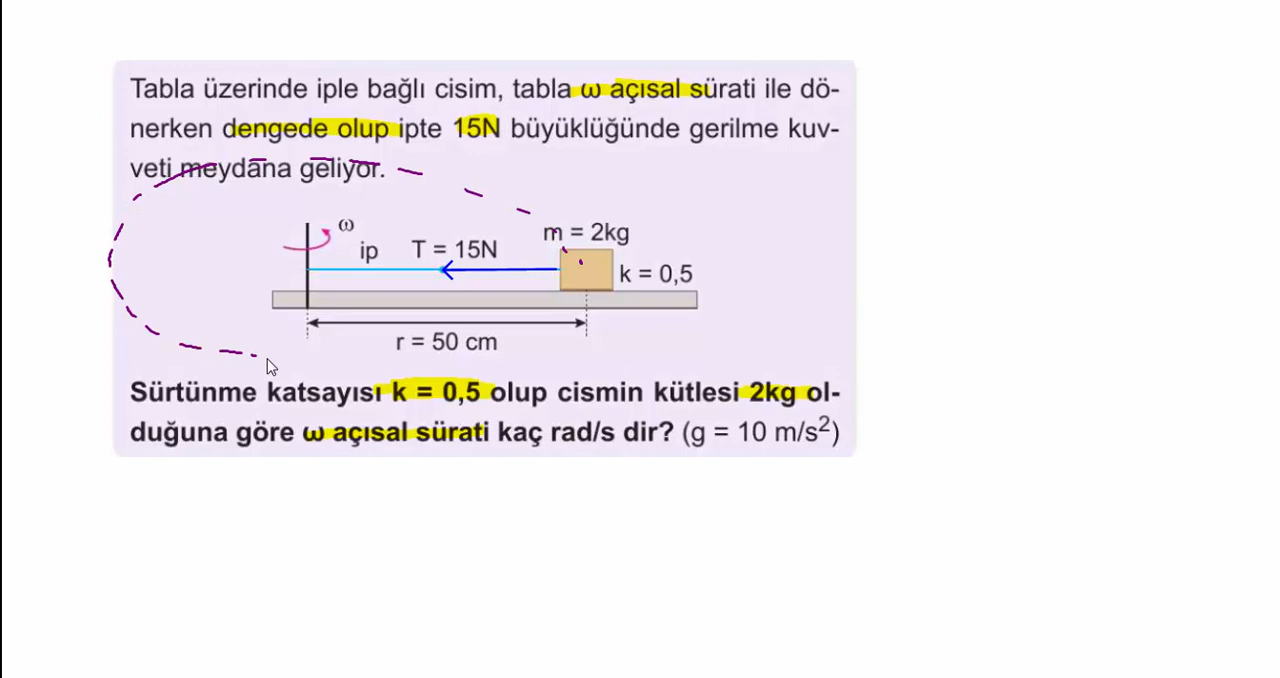 Tabla üzerinde iple bağlı cisim, tabla ω açısal sürati ile dö-
nerken dengede olup ipte 15N büyüklüğünde gerilme kuv-
veti meydana geliyor.
ω
ip T = 15N
m = 2kg
k = 0,5
r = 50 cm
Sürtünme katsayısı k = 0,5 olup cismin kütlesi 2kg ol-
duğuna göre ω açısal sürati kaç rad/s dir? (g = 10 m/s²)